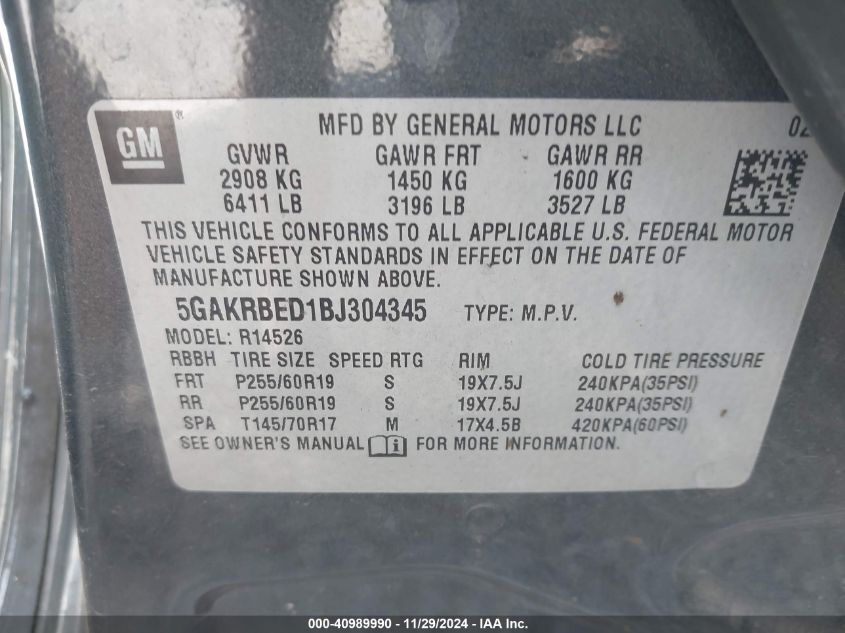 GM
MFD BY GENERAL MOTORS LLC
GVWR GAWR FRT GAWR RR
2908 KG 1450 KG 1600 KG
6411 LB 3196 LB 3527 LB
THIS VEHICLE CONFORMS TO ALL APPLICABLE U.S. FEDERAL MOTOR
VEHICLE SAFETY STANDARDS IN EFFECT ON THE DATE OF
MANUFACTURE SHOWN ABOVE.
5GAKRBED1BJ304345 TYPE: M.P.V.
MODEL: R14526
RBBH TIRE SIZE SPEED RTG RIM COLD TIRE PRESSURE
FRT P255/60R19 S 19X7.5J 240KPA(35PSI)
RR P255/60R19 S 19X7.5J 240KPA(35PSI)
SPA T145/70R17 M 17X4.5B 420KPA(60PSI)
SEE OWNER'S MANUAL FOR MORE INFORMATION.
000-40989990 - 11/29/2024 - IAAI.com